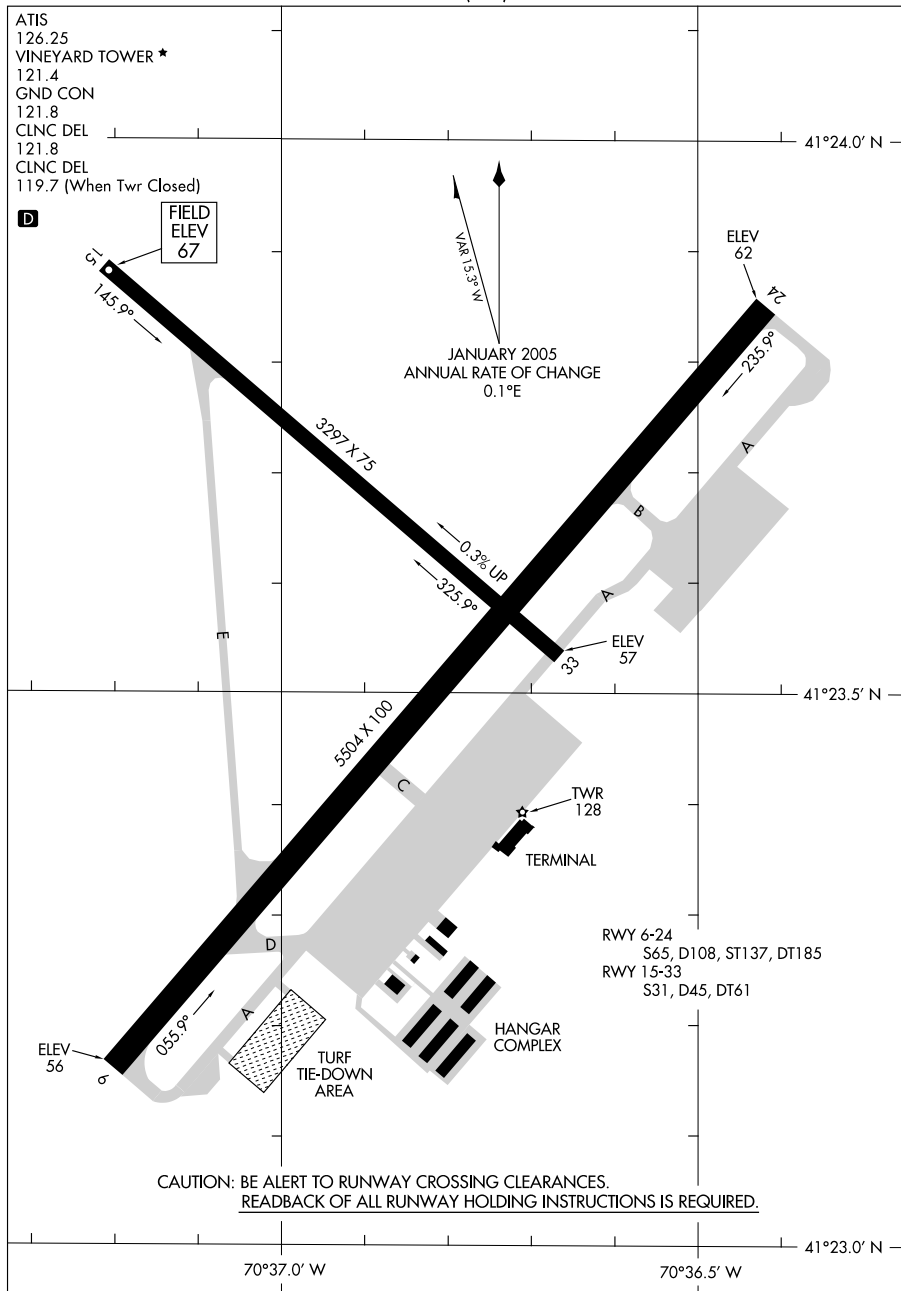 ATIS
126.25
VINEYARD TOWER ★
121.4
GND CON
121.8
CLNC DEL
121.8
CLNC DEL
119.7 (When Twr Closed)
D
41°24.0' N
FIELD
ELEV
67
VAR 15.3° W
JANUARY 2005
ANNUAL RATE OF CHANGE
0.1°E
ELEV
62
15
145.9°
24
235.9°
3297 X 75
A
B
0.3% UP
325.9°
A
E
ELEV
57
33
41°23.5' N
5504 X 100
C
TWR
128
TERMINAL
D
RWY 6-24
S65, D108, ST137, DT185
RWY 15-33
S31, D45, DT61
A
055.9°
ELEV
56
6
TURF
TIE-DOWN
AREA
HANGAR
COMPLEX
CAUTION: BE ALERT TO RUNWAY CROSSING CLEARANCES.
READBACK OF ALL RUNWAY HOLDING INSTRUCTIONS IS REQUIRED.
41°23.0' N
70°37.0' W
70°36.5' W